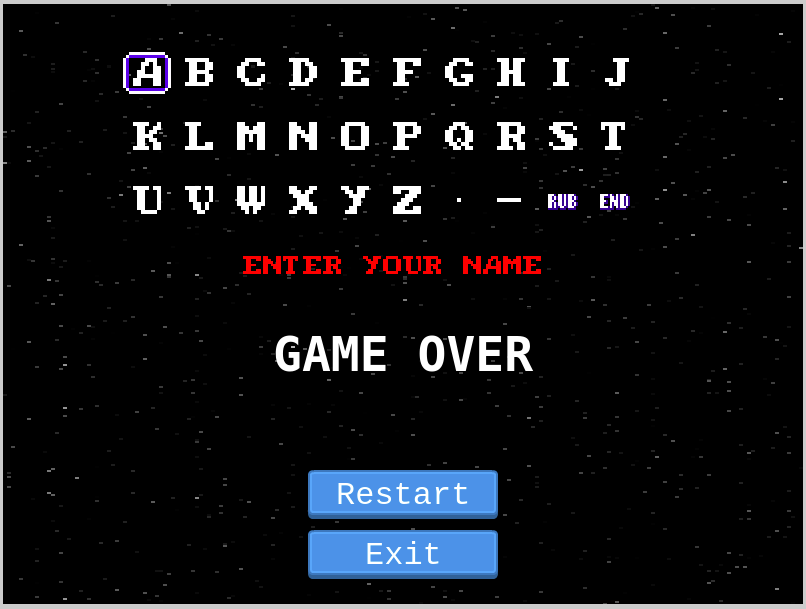 A B C D E F G H I J
K L M N O P Q R S T
U V W X Y Z . - RUB END
ENTER YOUR NAME
GAME OVER
Restart
Exit